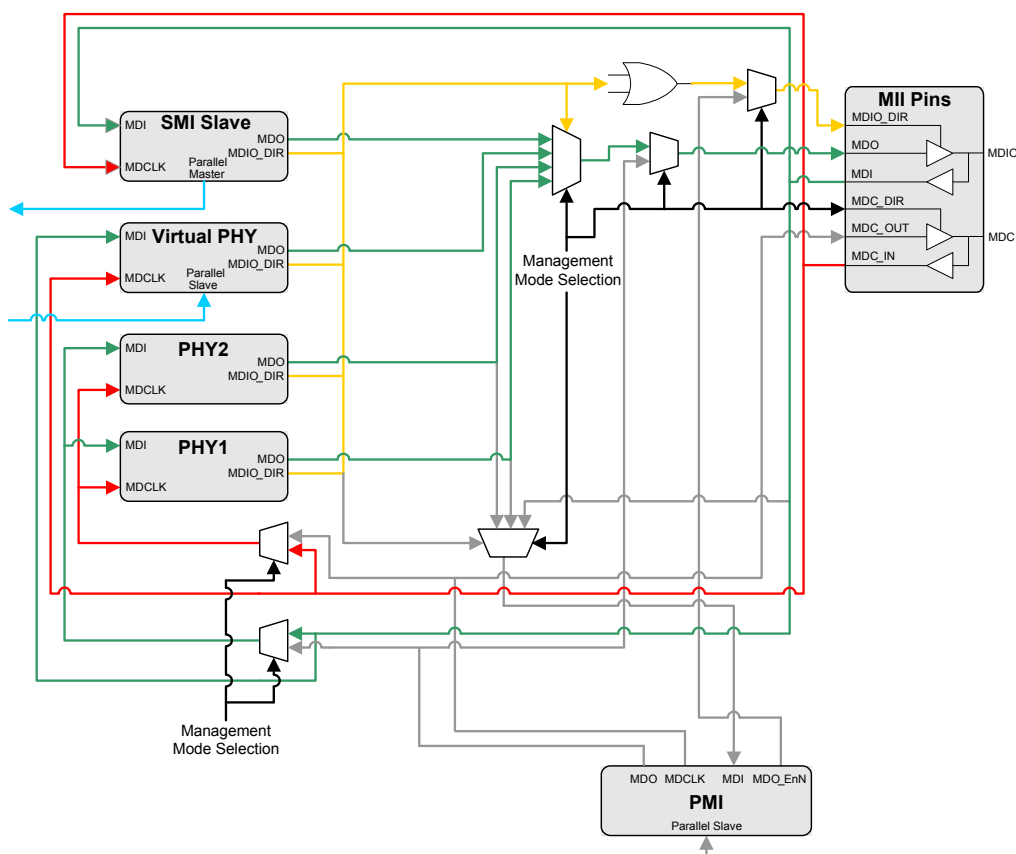 SMI Slave
MDI
MDO
MDIO_DIR
MDCLK
Parallel
Master
Virtual PHY
MDI
MDO
MDIO_DIR
MDCLK
Parallel
Slave
PHY2
MDI
MDO
MDIO_DIR
MDCLK
PHY1
MDI
MDO
MDIO_DIR
MDCLK
Management
Mode Selection
MII Pins
MDIO_DIR
MDO
MDIO
MDI
MDC_DIR
MDC_OUT
MDC
MDC_IN
Management
Mode Selection
MDO MDCLK MDI MDO_EnN
PMI
Parallel Slave